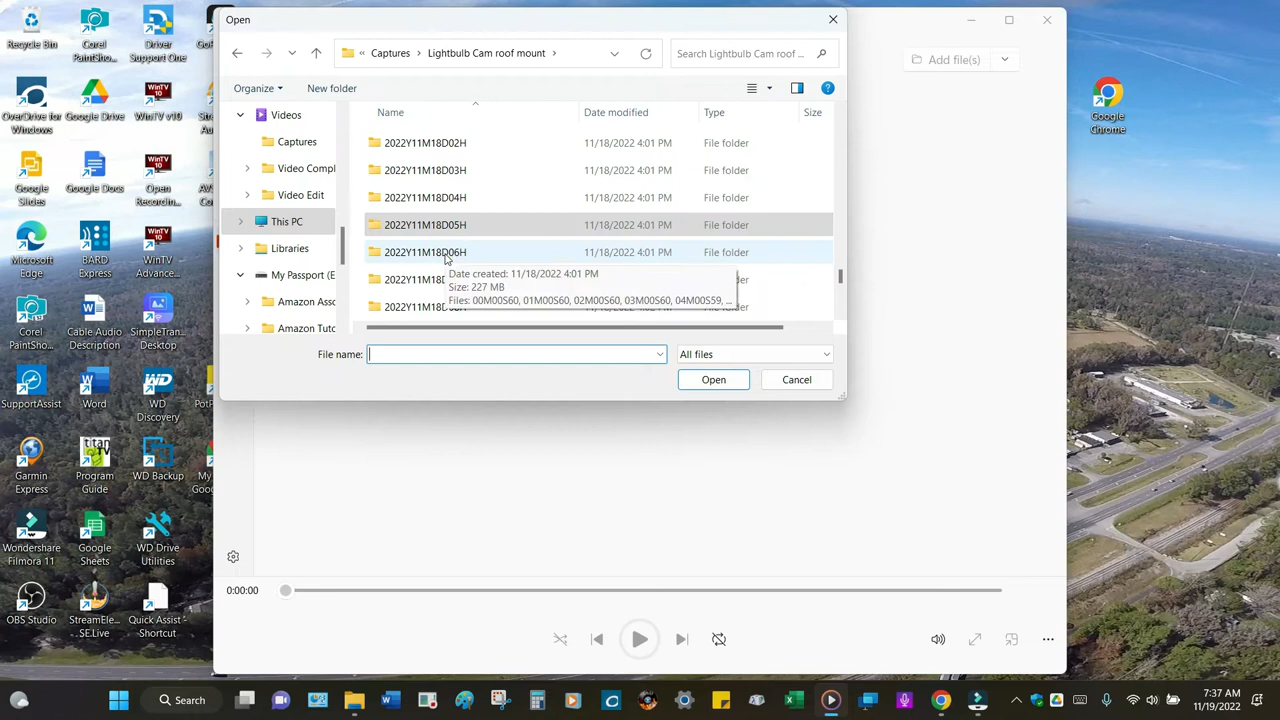 Open
Captures
Lightbulb Cam roof mount
Search Lightbulb Cam roof ...
Add file(s)
Organize
New folder
Name
Date modified
Type
Size
Videos
Captures
Video Compl
Video Edit
This PC
Libraries
My Passport (E
Amazon Asso
Amazon Tuto
2022Y11M18D02H 11/18/2022 4:01 PM File folder
2022Y11M18D03H 11/18/2022 4:01 PM File folder
2022Y11M18D04H 11/18/2022 4:01 PM File folder
2022Y11M18D05H 11/18/2022 4:01 PM File folder
2022Y11M18D06H 11/18/2022 4:01 PM File folder
Date created: 11/18/2022 4:01 PM
Size: 227 MB
Files: 00M00S60, 01M00S60, 02M00S60, 03M00S60, 04M00S59, ...
File name:
All files
Open
Cancel
0:00:00
Recycle Bin
Corel
PaintSho...
Driver
Support One
OverDrive for
Windows
Google Drive
WinTV v10
Google
Slides
Google Docs
Open
Recordin...
Microsoft
Edge
BARD
Express
WinTV
Advance...
Corel
PaintSho...
Cable Audio
Description
SimpleTran...
Desktop
SupportAssist
Word
WD
Discovery
Garmin
Express
titan
TV
Program
Guide
WD Backup
Wondershare
Filmora 11
Google
Sheets
WD Drive
Utilities
OBS Studio
StreamEle...
SE.Live
Quick Assist -
Shortcut
Google
Chrome
Search
7:37 AM
11/19/2022